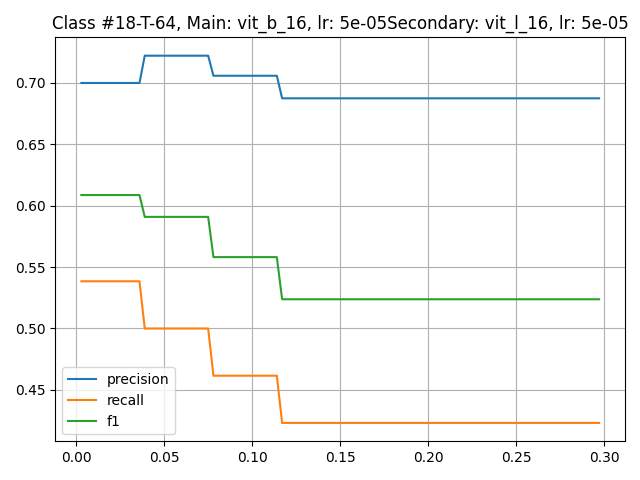 Class #18-T-64, Main: vit_b_16, lr: 5e-05Secondary: vit_l_16, lr: 5e-05
0.70
0.65
0.60
0.55
0.50
0.45
precision
recall
f1
0.00 0.05 0.10 0.15 0.20 0.25 0.30